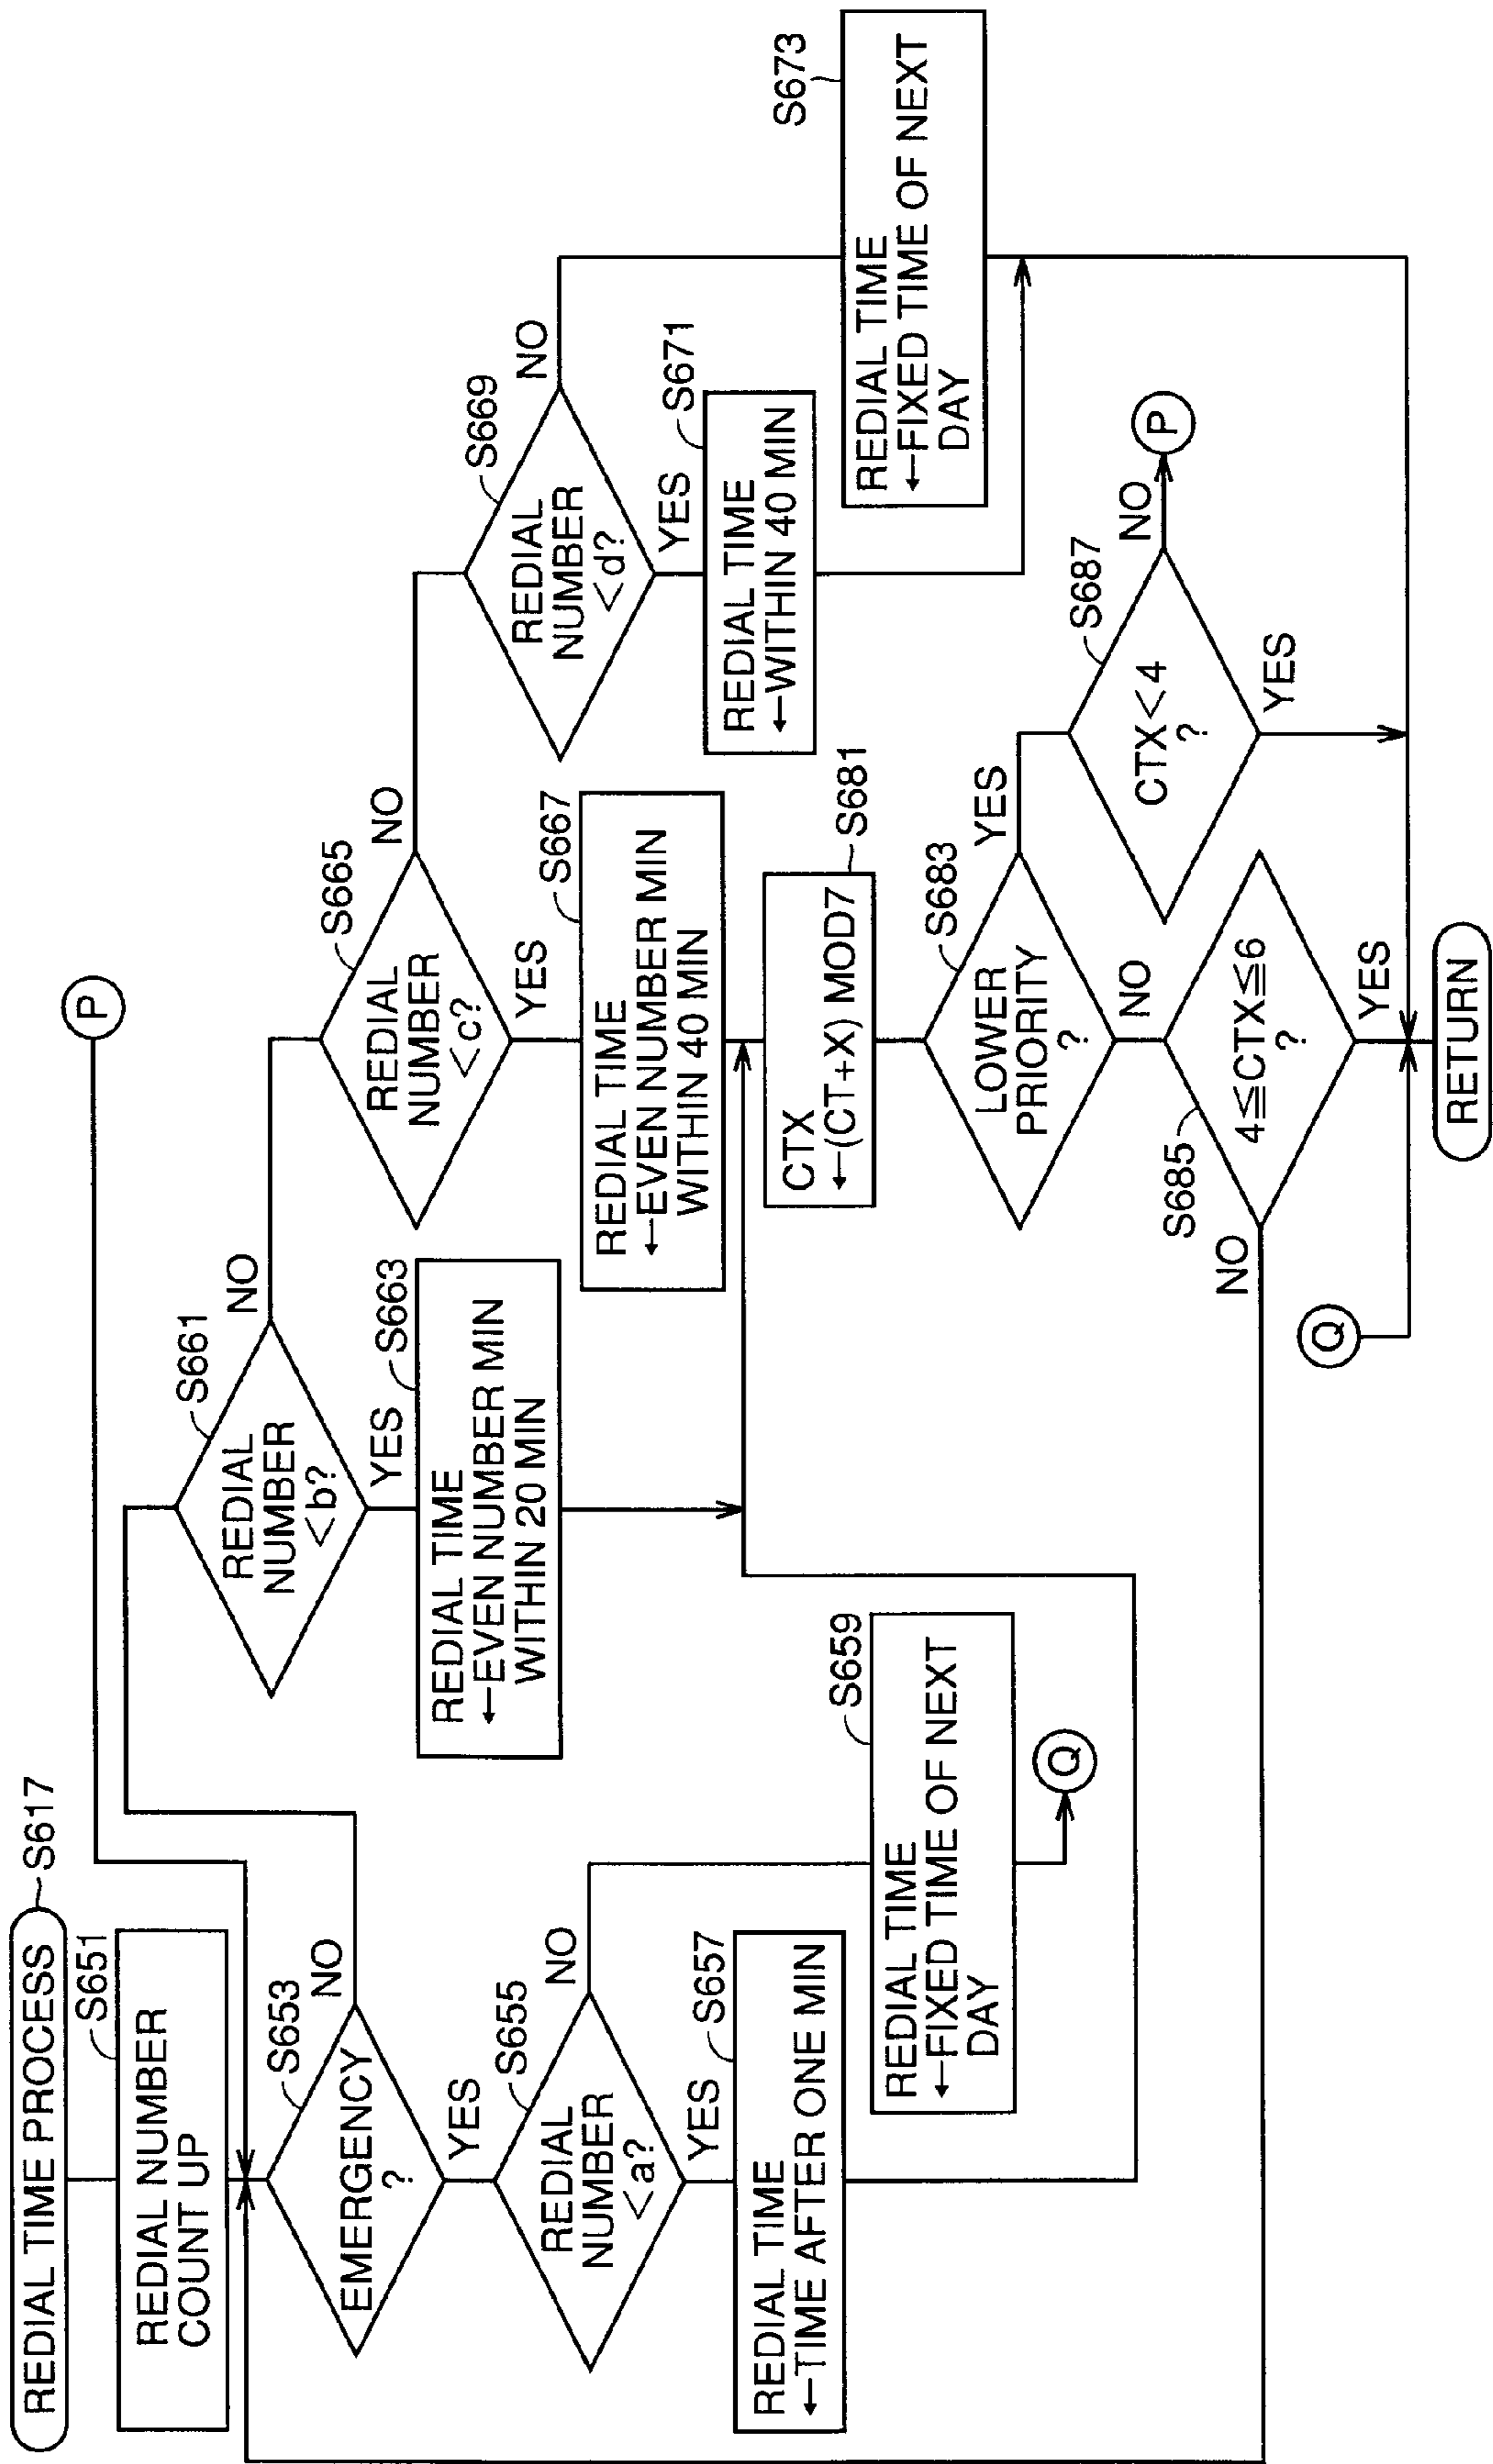 REDIAL TIME PROCESS
S617
REDIAL NUMBER
COUNT UP
S651
P
EMERGENCY
?
S653
NO
YES
REDIAL
NUMBER
<a?
S655
NO
YES
REDIAL TIME
←TIME AFTER ONE MIN
S657
REDIAL TIME
←FIXED TIME OF NEXT
DAY
S659
Q
REDIAL
NUMBER
<b?
S661
NO
YES
REDIAL TIME
←EVEN NUMBER MIN
WITHIN 20 MIN
S663
REDIAL
NUMBER
<c?
S665
NO
YES
REDIAL TIME
←EVEN NUMBER MIN
WITHIN 40 MIN
S667
REDIAL
NUMBER
<d?
S669
NO
YES
REDIAL TIME
←WITHIN 40 MIN
S671
REDIAL TIME
←FIXED TIME OF NEXT
DAY
S673
CTX
←(CT+X) MOD7
S681
LOWER
PRIORITY
?
S683
YES
NO
4≦CTX≦6
?
S685
NO
YES
CTX<4
?
S687
NO
P
YES
Q
RETURN